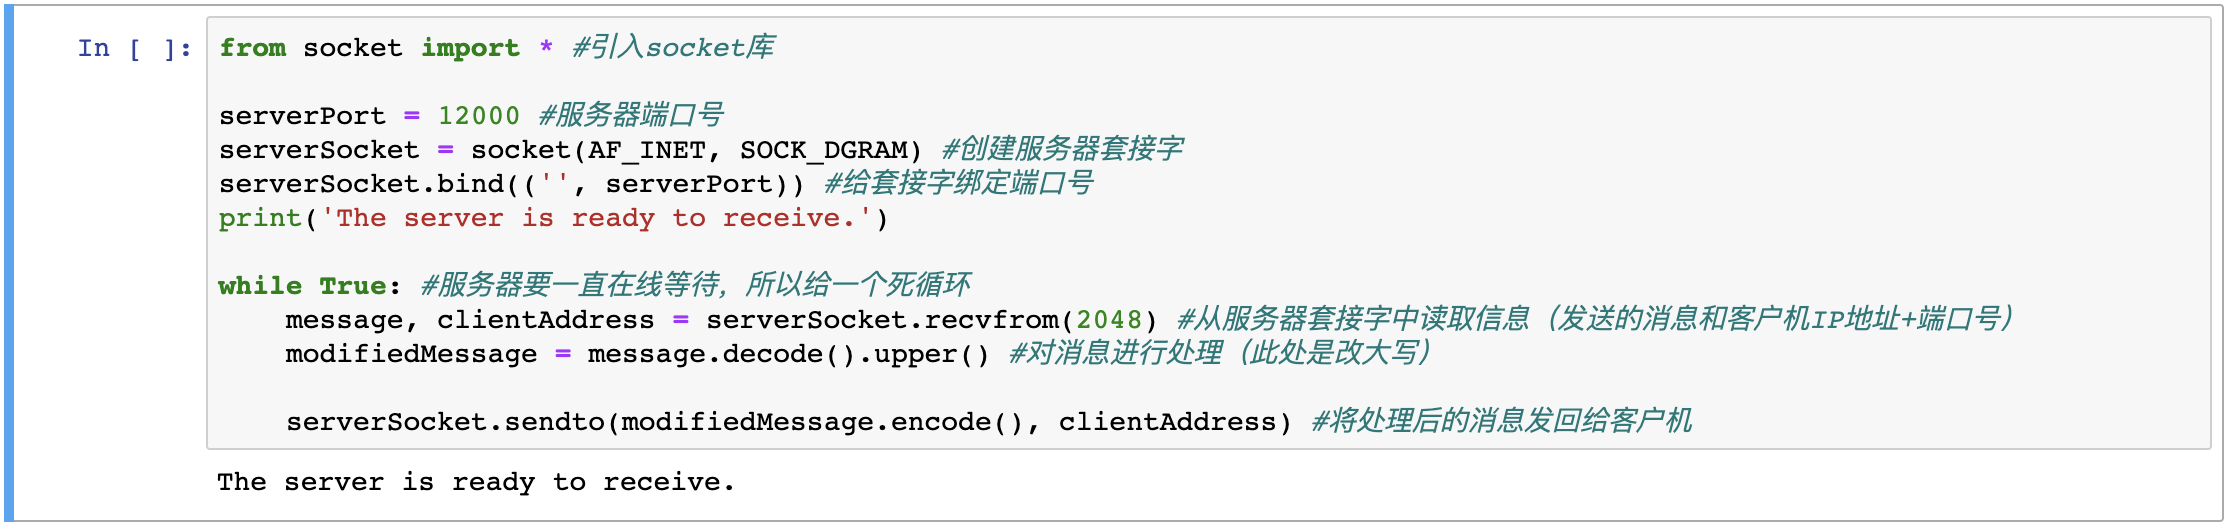 In [ ]: from socket import * #引入socket库
serverPort = 12000 #服务器端口号
serverSocket = socket(AF_INET, SOCK_DGRAM) #创建服务器套接字
serverSocket.bind(('', serverPort)) #给套接字绑定端口号
print('The server is ready to receive.')
while True: #服务器要一直在线等待，所以给一个死循环
    message, clientAddress = serverSocket.recvfrom(2048) #从服务器套接字中读取信息（发送的消息和客户机IP地址+端口号）
    modifiedMessage = message.decode().upper() #对消息进行处理（此处是改大写）
    serverSocket.sendto(modifiedMessage.encode(), clientAddress) #将处理后的消息发回给客户机
The server is ready to receive.